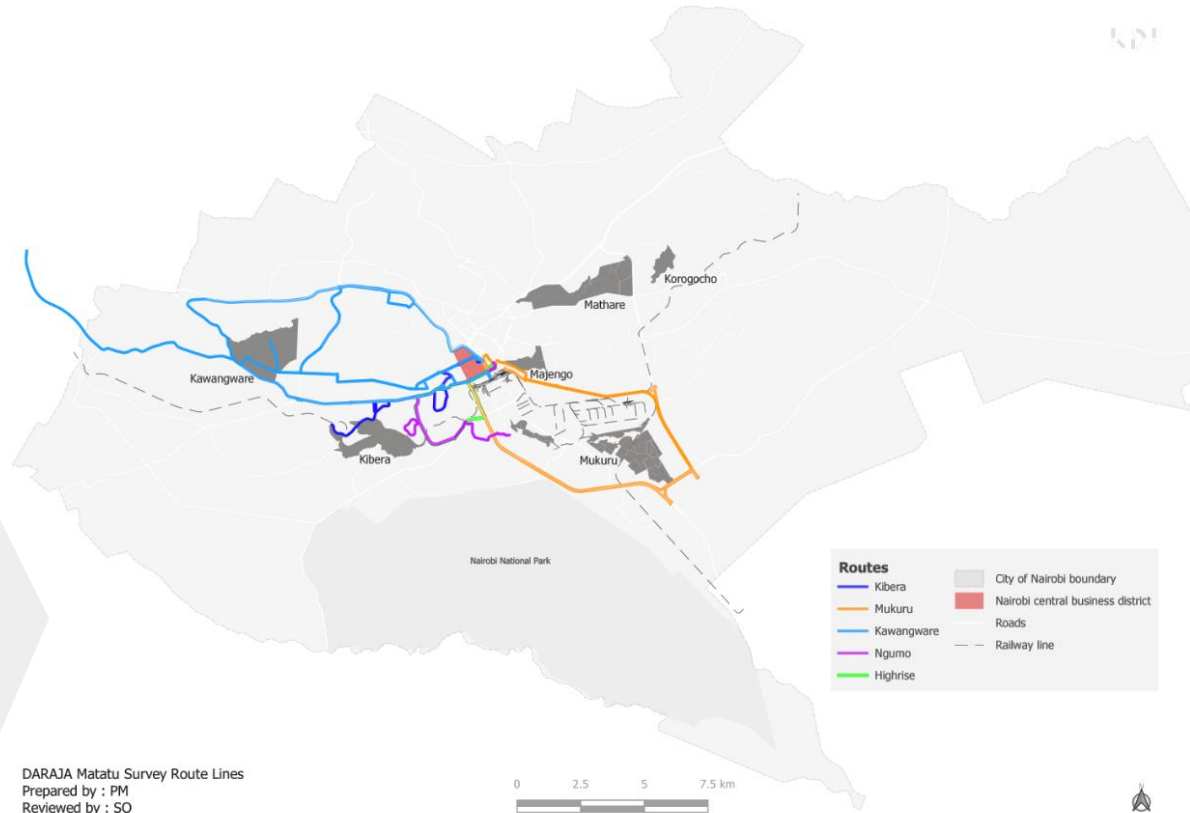 KDI
Korogocho
Mathare
Majengo
Kawangware
Kibera
Mukuru
Nairobi National Park
Routes
Kibera
Mukuru
Kawangware
Ngumo
Highrise
City of Nairobi boundary
Nairobi central business district
Roads
Railway line
DARAJA Matatu Survey Route Lines
Prepared by : PM
Reviewed by : SO
0 2.5 5 7.5 km
N